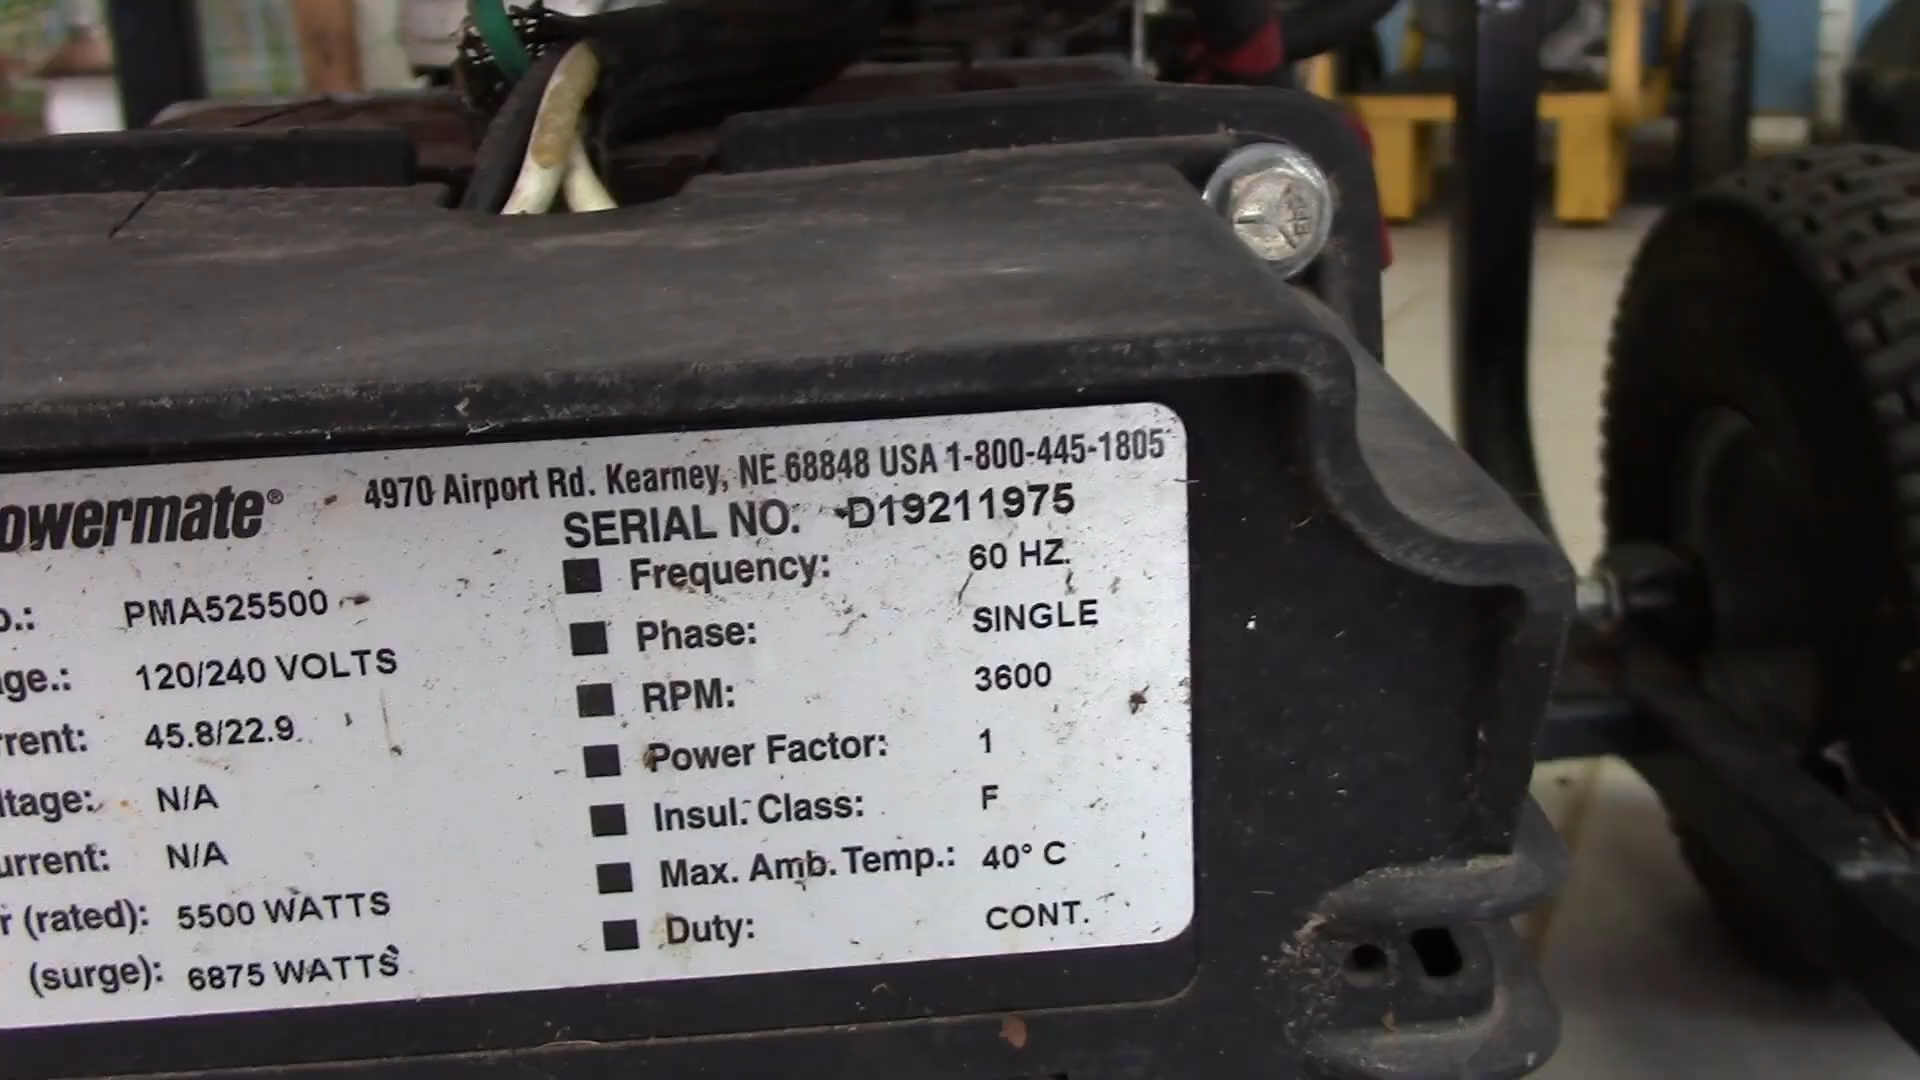 owermate® 4970 Airport Rd. Kearney, NE 68848 USA 1-800-445-1805
SERIAL NO: D19211975
o.: PMA525500
ge.: 120/240 VOLTS
rrent: 45.8/22.9
ltage: N/A
urrent: N/A
r (rated): 5500 WATTS
(surge): 6875 WATTS
■ Frequency: 60 HZ.
■ Phase: SINGLE
■ RPM: 3600
■ Power Factor: 1
■ Insul. Class: F
■ Max. Amb. Temp.: 40° C
■ Duty: CONT.